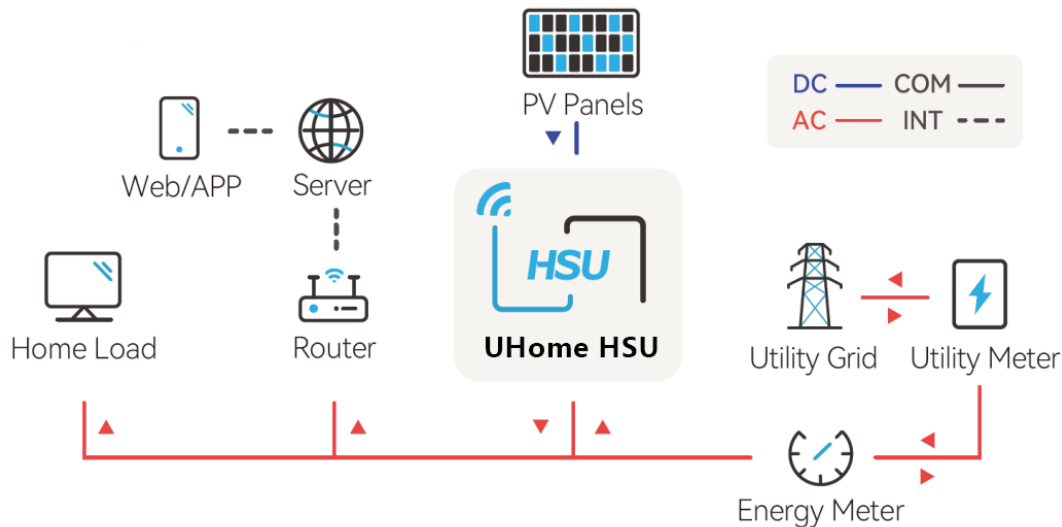 PV Panels
DC COM
AC INT
Web/APP
Server
HSU
UHome HSU
Home Load
Router
Utility Grid
Utility Meter
Energy Meter